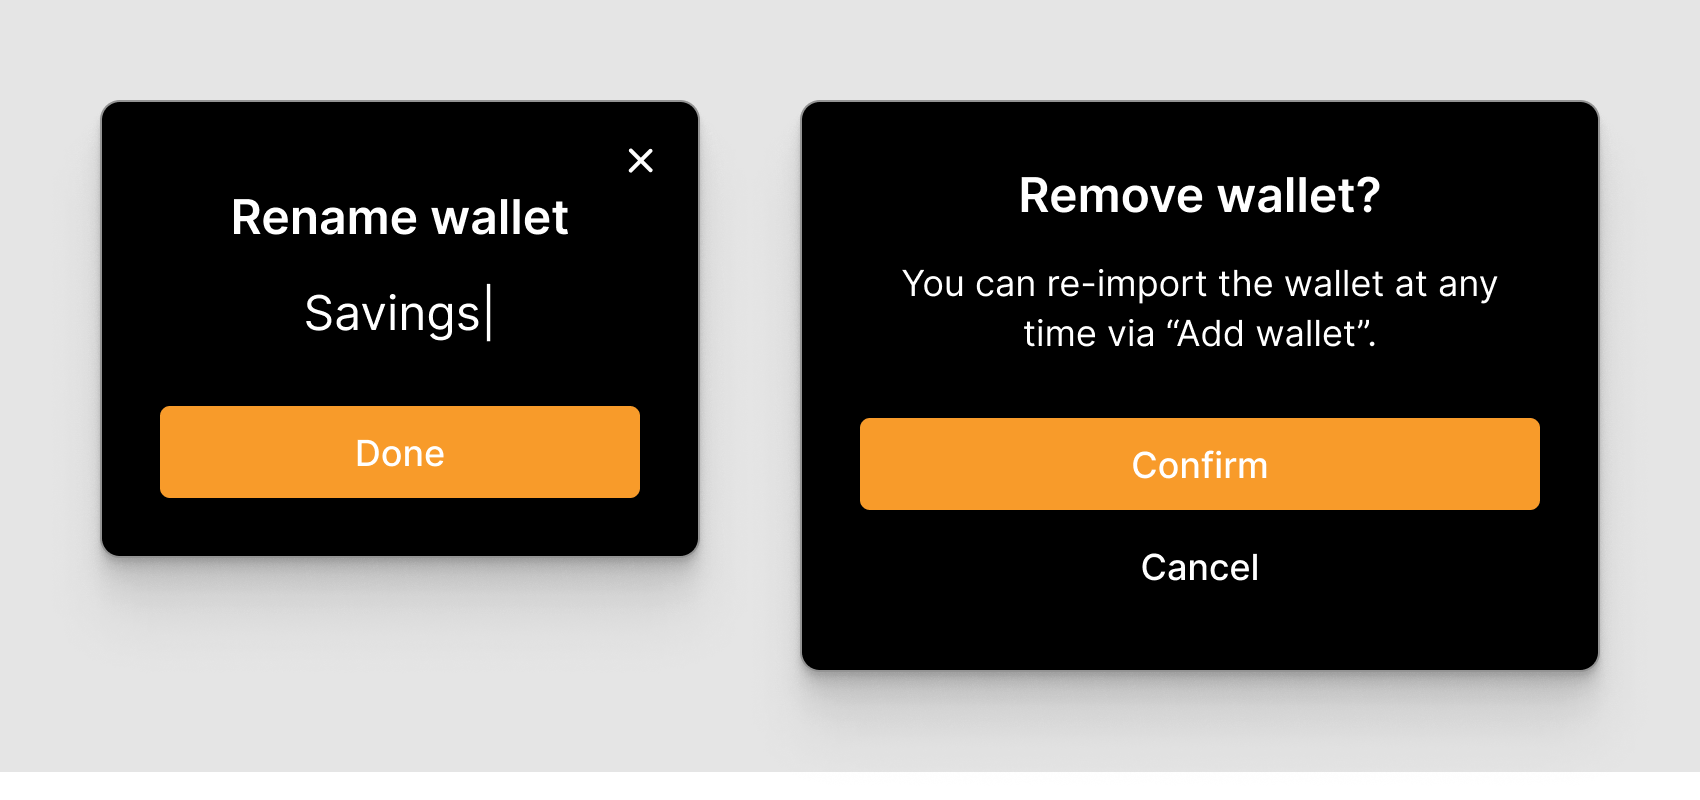 Rename wallet
Savings
Done
Remove wallet?
You can re-import the wallet at any
time via “Add wallet”.
Confirm
Cancel